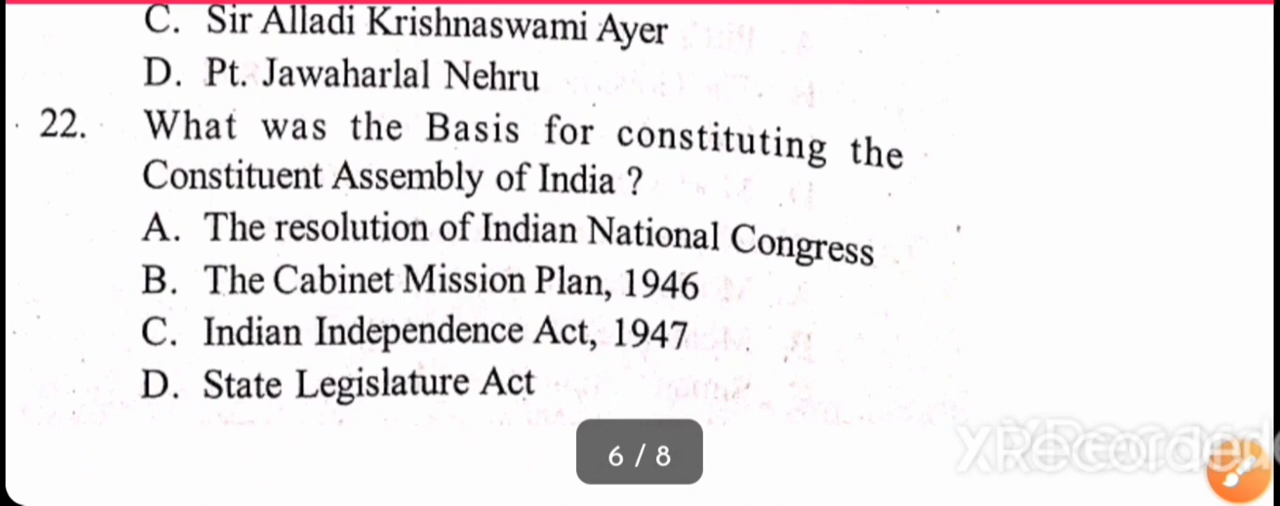 C. Sir Alladi Krishnaswami Ayer
D. Pt. Jawaharlal Nehru
22. What was the Basis for constituting the
Constituent Assembly of India ?
A. The resolution of Indian National Congress
B. The Cabinet Mission Plan, 1946
C. Indian Independence Act, 1947
D. State Legislature Act
6 / 8